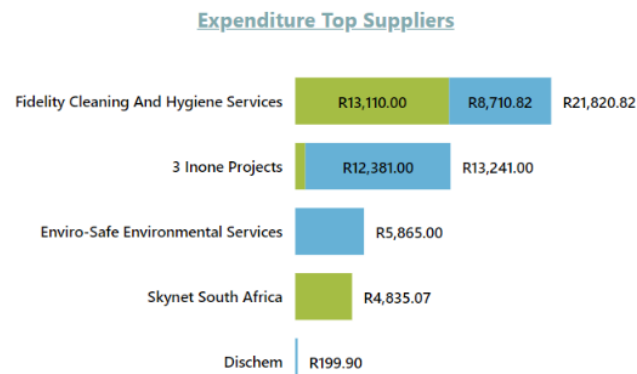 Expenditure Top Suppliers
Fidelity Cleaning And Hygiene Services R13,110.00 R8,710.82 R21,820.82
3 Inone Projects R12,381.00 R13,241.00
Enviro-Safe Environmental Services R5,865.00
Skynet South Africa R4,835.07
Dischem R199.90